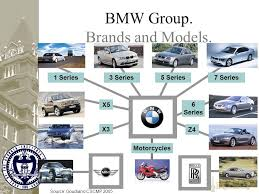 BMW Group.
Brands and Models.
1 Series
3 Series
5 Series
7 Series
X5
6
Series
X3
Z4
Motorcycles